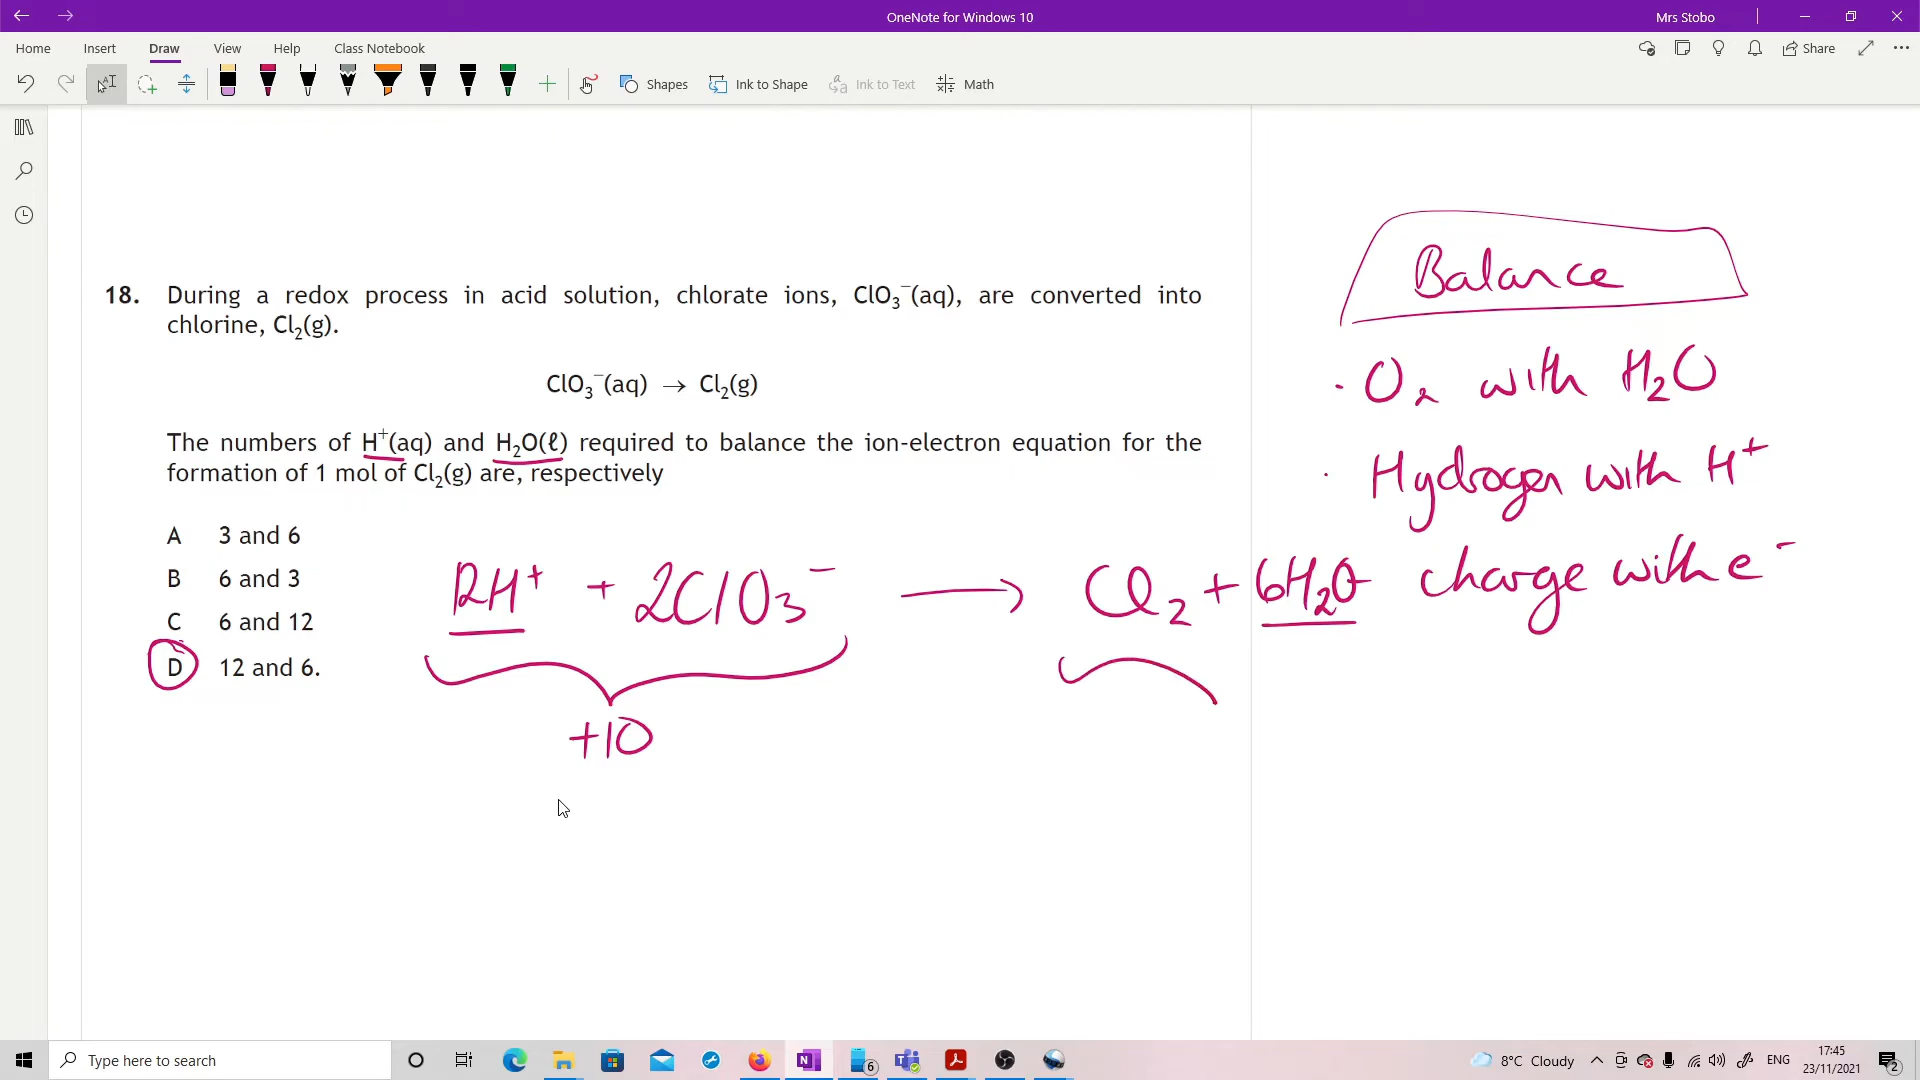 OneNote for Windows 10
Mrs Stobo
Home Insert Draw View Help Class Notebook
Share
Shapes Ink to Shape Ink to Text Math
18. During a redox process in acid solution, chlorate ions, ClO₃⁻(aq), are converted into
chlorine, Cl₂(g).
ClO₃⁻(aq) → Cl₂(g)
The numbers of H⁺(aq) and H₂O(ℓ) required to balance the ion-electron equation for the
formation of 1 mol of Cl₂(g) are, respectively
A 3 and 6
B 6 and 3
C 6 and 12
D 12 and 6.
12H⁺ + 2ClO₃⁻ → Cl₂ + 6H₂O
+10
Balance
· O₂ with H₂O
· Hydrogen with H⁺
· charge with e⁻
Type here to search
6
8°C Cloudy
ENG
17:45
23/11/2021
2